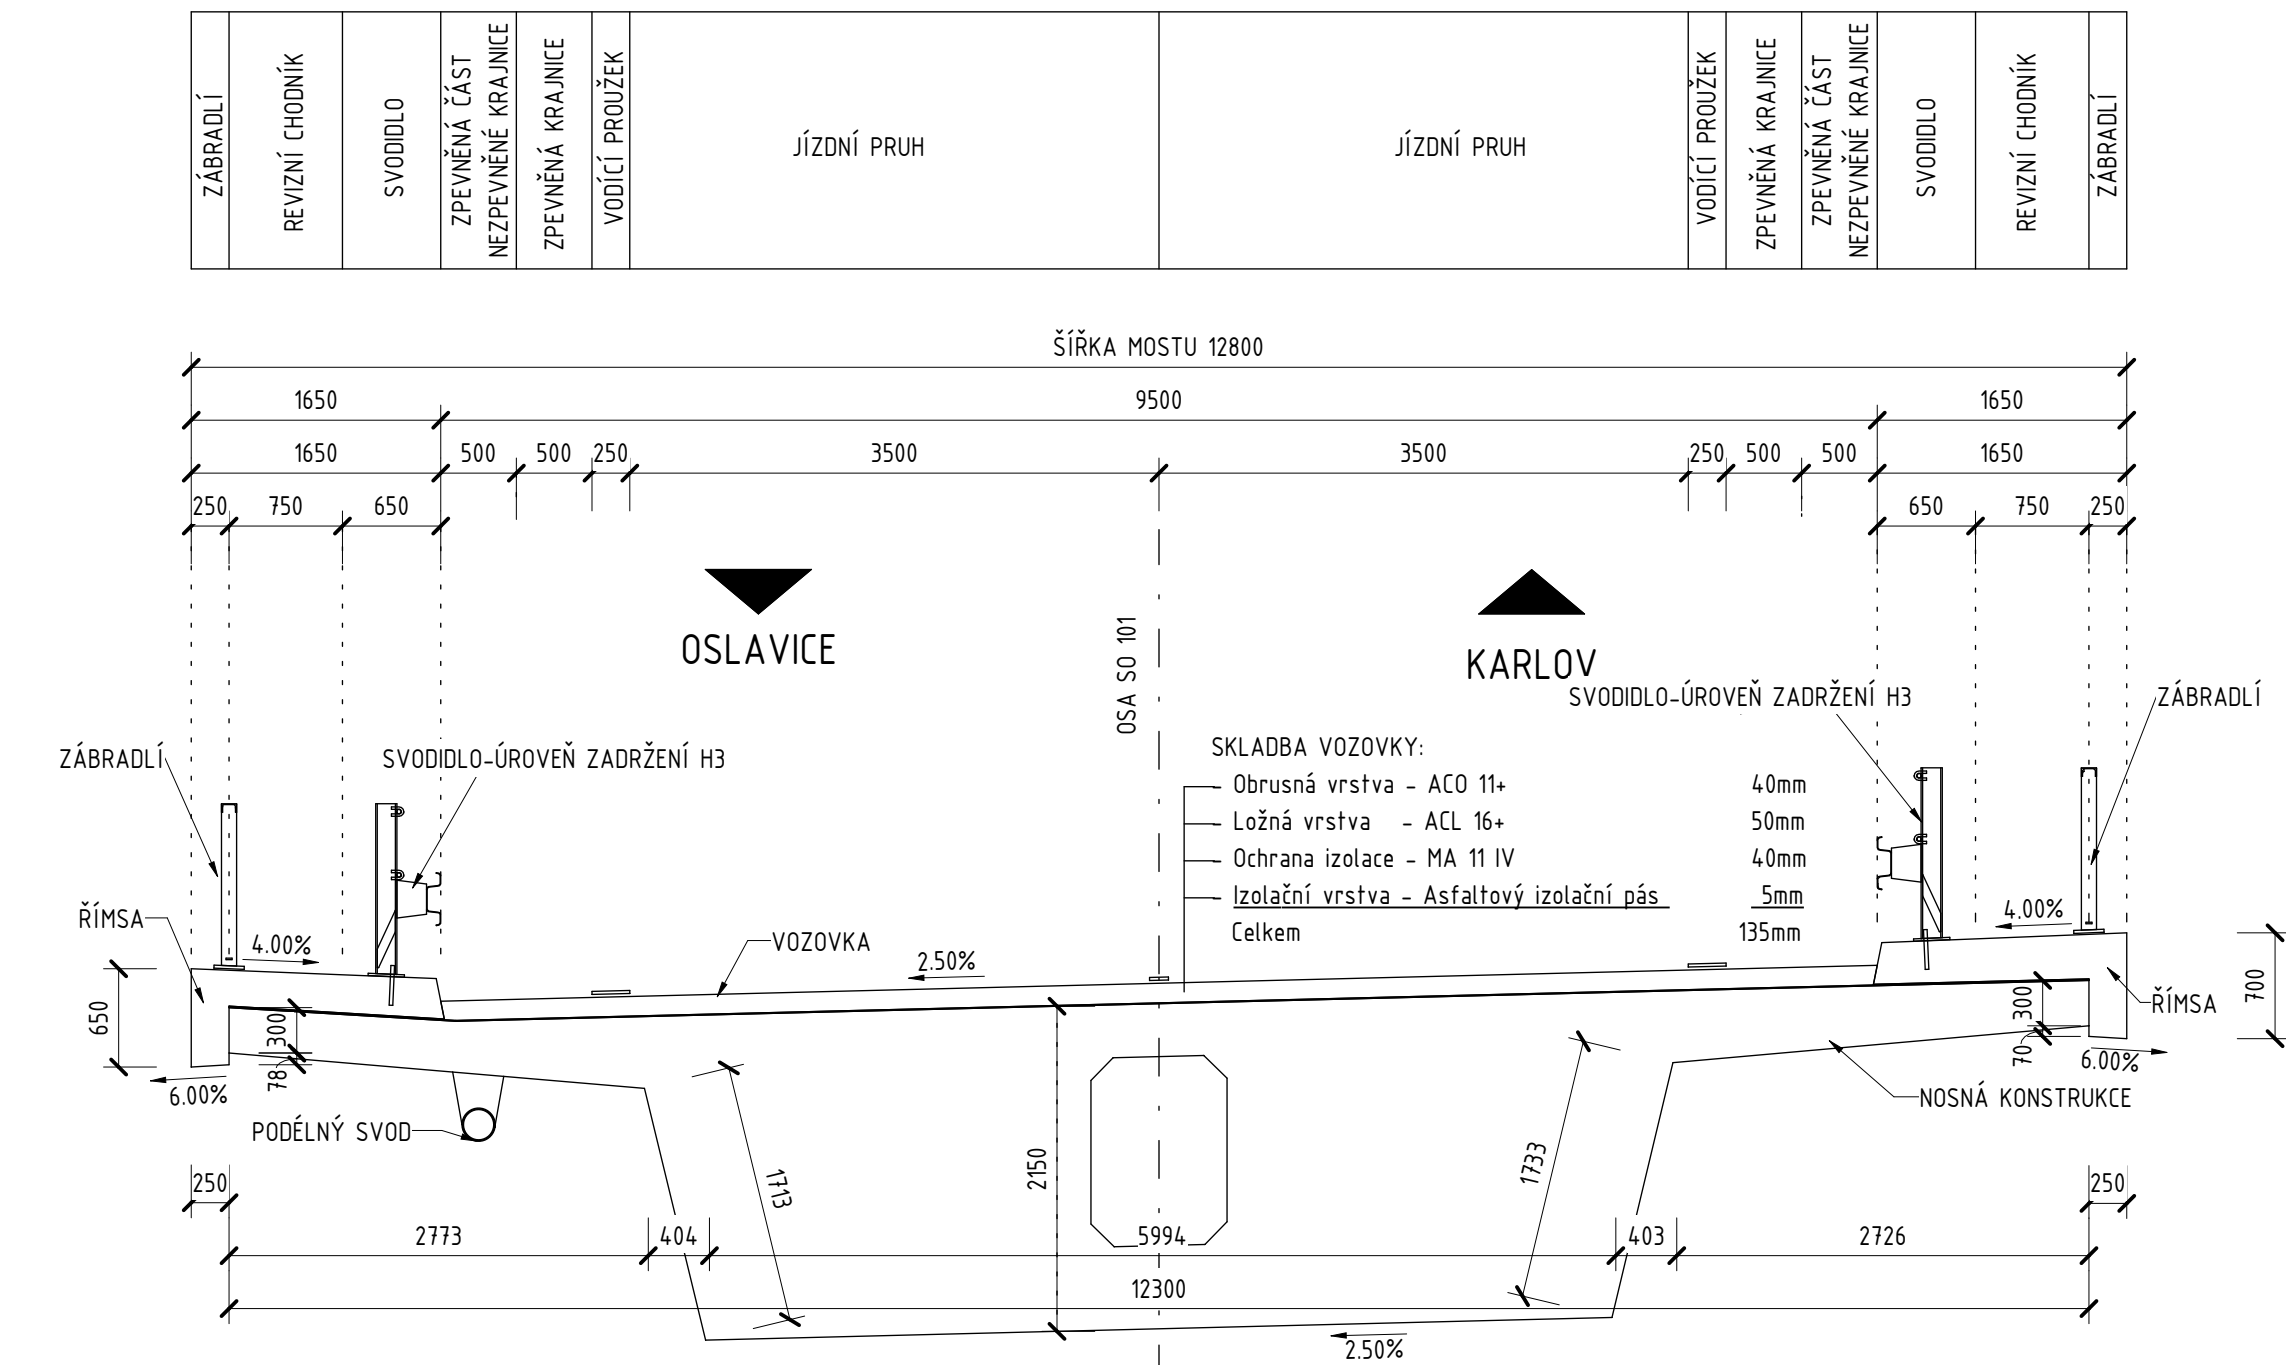 ZÁBRADLÍ
REVIZNÍ CHODNÍK
SVODIDLO
ZPEVNĚNÁ ČÁST
NEZPEVNĚNÉ KRAJNICE
ZPEVNĚNÁ KRAJNICE
VODÍCÍ PROUŽEK
JÍZDNÍ PRUH
JÍZDNÍ PRUH
VODÍCÍ PROUŽEK
ZPEVNĚNÁ KRAJNICE
ZPEVNĚNÁ ČÁST
NEZPEVNĚNÉ KRAJNICE
SVODIDLO
REVIZNÍ CHODNÍK
ZÁBRADLÍ
ŠÍŘKA MOSTU 12800
1650
9500
1650
1650
500
500
250
3500
3500
250
500
500
1650
250
750
650
650
750
250
OSLAVICE
OSA SO 101
KARLOV
SVODIDLO-ÚROVEŇ ZADRŽENÍ H3
ZÁBRADLÍ
ZÁBRADLÍ
SVODIDLO-ÚROVEŇ ZADRŽENÍ H3
SKLADBA VOZOVKY:
Obrusná vrstva - ACO 11+ 40mm
Ložná vrstva - ACL 16+ 50mm
Ochrana izolace - MA 11 IV 40mm
Izolační vrstva - Asfaltový izolační pás 5mm
Celkem 135mm
ŘÍMSA
4.00%
VOZOVKA
2.50%
4.00%
650
300
78
6.00%
PODÉLNÝ SVOD
300
70
700
ŘÍMSA
6.00%
NOSNÁ KONSTRUKCE
1713
2150
1733
250
250
2773
404
5994
403
2726
12300
2.50%